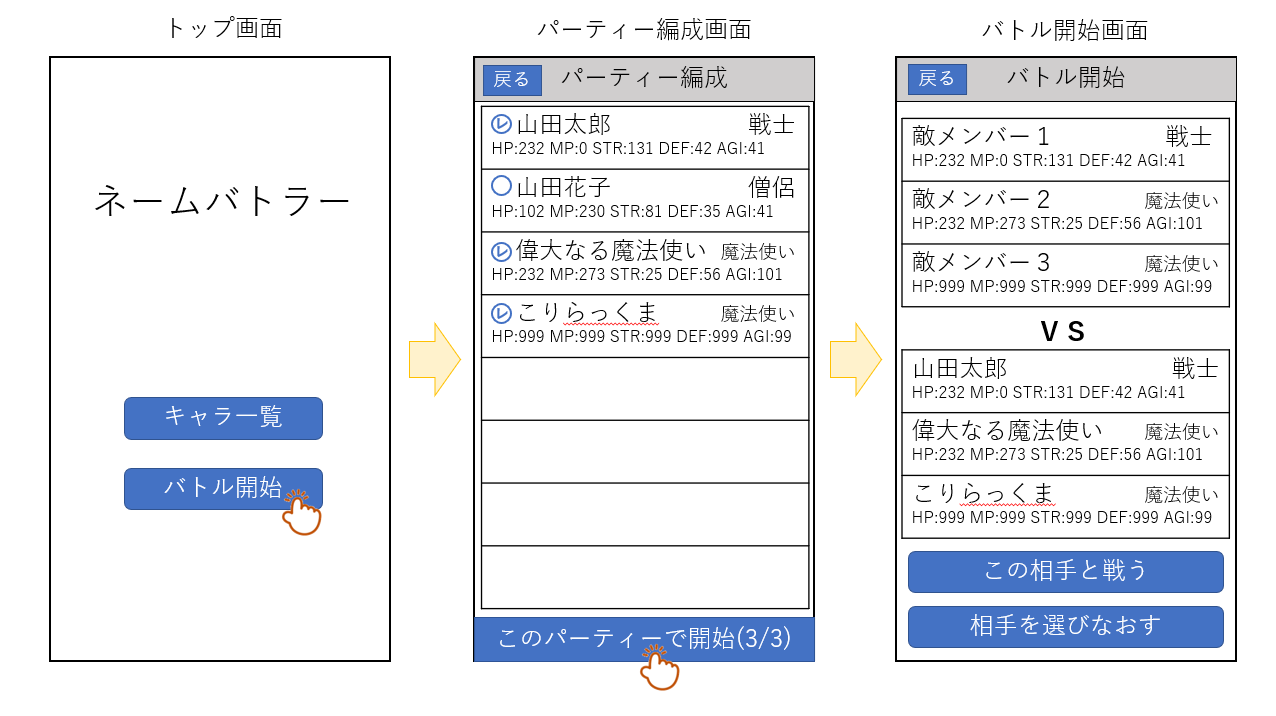 トップ画面
ネームバトラー
キャラ一覧
バトル開始
パーティー編成画面
戻る パーティー編成
山田太郎 戦士
HP:232 MP:0 STR:131 DEF:42 AGI:41
山田花子 僧侶
HP:102 MP:230 STR:81 DEF:35 AGI:41
偉大なる魔法使い 魔法使い
HP:232 MP:273 STR:25 DEF:56 AGI:101
こりらっくま 魔法使い
HP:999 MP:999 STR:999 DEF:999 AGI:99
このパーティーで開始(3/3)
バトル開始画面
戻る バトル開始
敵メンバー１ 戦士
HP:232 MP:0 STR:131 DEF:42 AGI:41
敵メンバー２ 魔法使い
HP:232 MP:273 STR:25 DEF:56 AGI:101
敵メンバー３ 魔法使い
HP:999 MP:999 STR:999 DEF:999 AGI:99
ＶＳ
山田太郎 戦士
HP:232 MP:0 STR:131 DEF:42 AGI:41
偉大なる魔法使い 魔法使い
HP:232 MP:273 STR:25 DEF:56 AGI:101
こりらっくま 魔法使い
HP:999 MP:999 STR:999 DEF:999 AGI:99
この相手と戦う
相手を選びなおす